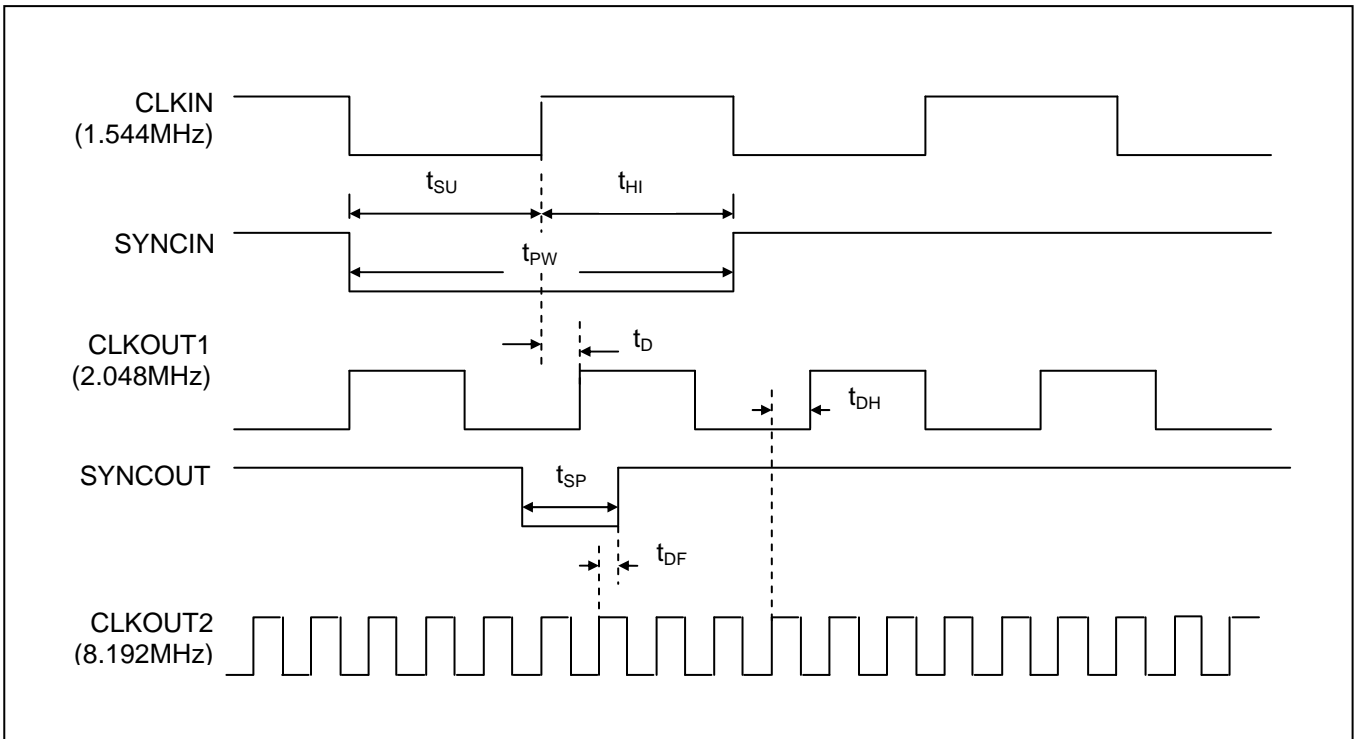 CLKIN
(1.544MHz)
tSU
tHI
SYNCIN
tPW
CLKOUT1
(2.048MHz)
tD
tDH
SYNCOUT
tSP
tDF
CLKOUT2
(8.192MHz)